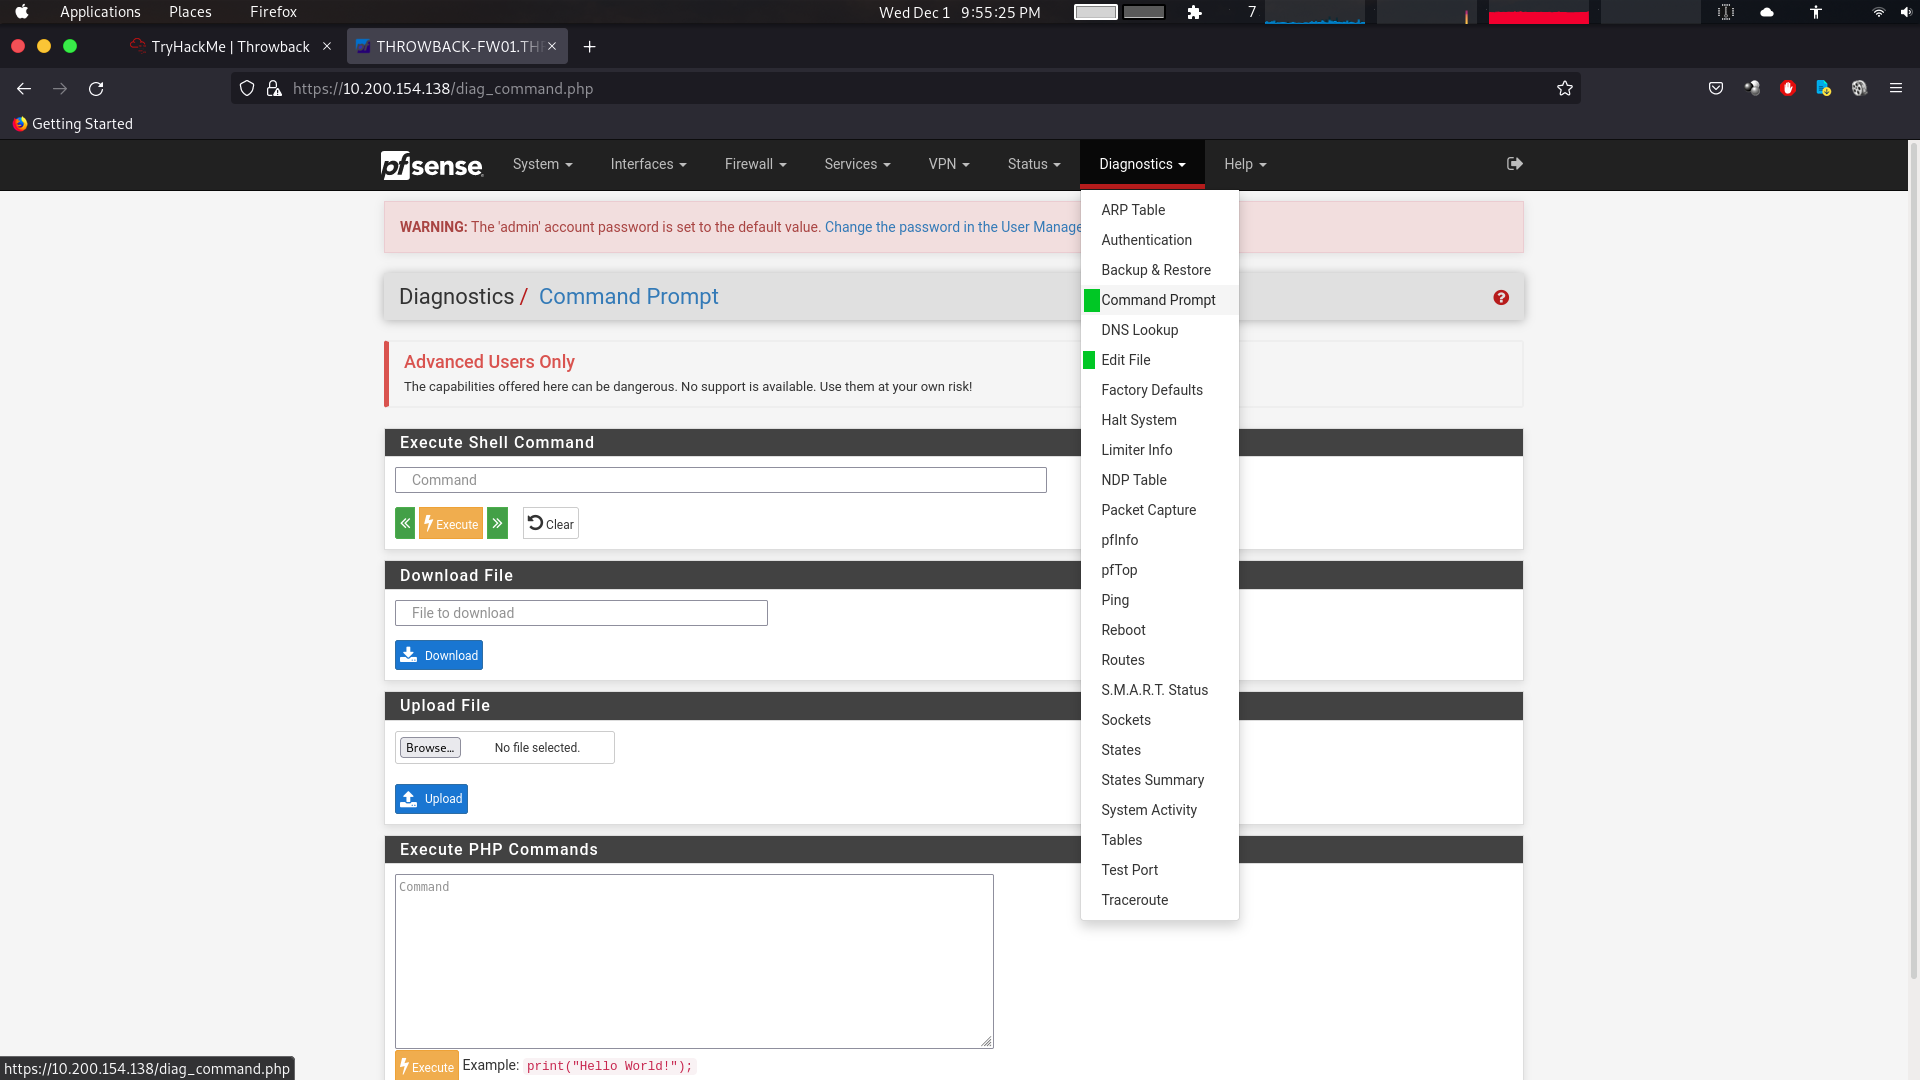 Applications Places Firefox Wed Dec 1 9:55:25 PM 7
TryHackMe | Throwback × THROWBACK-FW01.THR × +
https://10.200.154.138/diag_command.php
Getting Started
pfsense System Interfaces Firewall Services VPN Status Diagnostics Help
WARNING: The 'admin' account password is set to the default value. Change the password in the User Manage
Diagnostics / Command Prompt
Advanced Users Only
The capabilities offered here can be dangerous. No support is available. Use them at your own risk!
Execute Shell Command
Command
Execute Clear
Download File
File to download
Download
Upload File
Browse... No file selected.
Upload
Execute PHP Commands
Command
Execute Example: print("Hello World!");
ARP Table
Authentication
Backup & Restore
Command Prompt
DNS Lookup
Edit File
Factory Defaults
Halt System
Limiter Info
NDP Table
Packet Capture
pfInfo
pfTop
Ping
Reboot
Routes
S.M.A.R.T. Status
Sockets
States
States Summary
System Activity
Tables
Test Port
Traceroute
https://10.200.154.138/diag_command.php